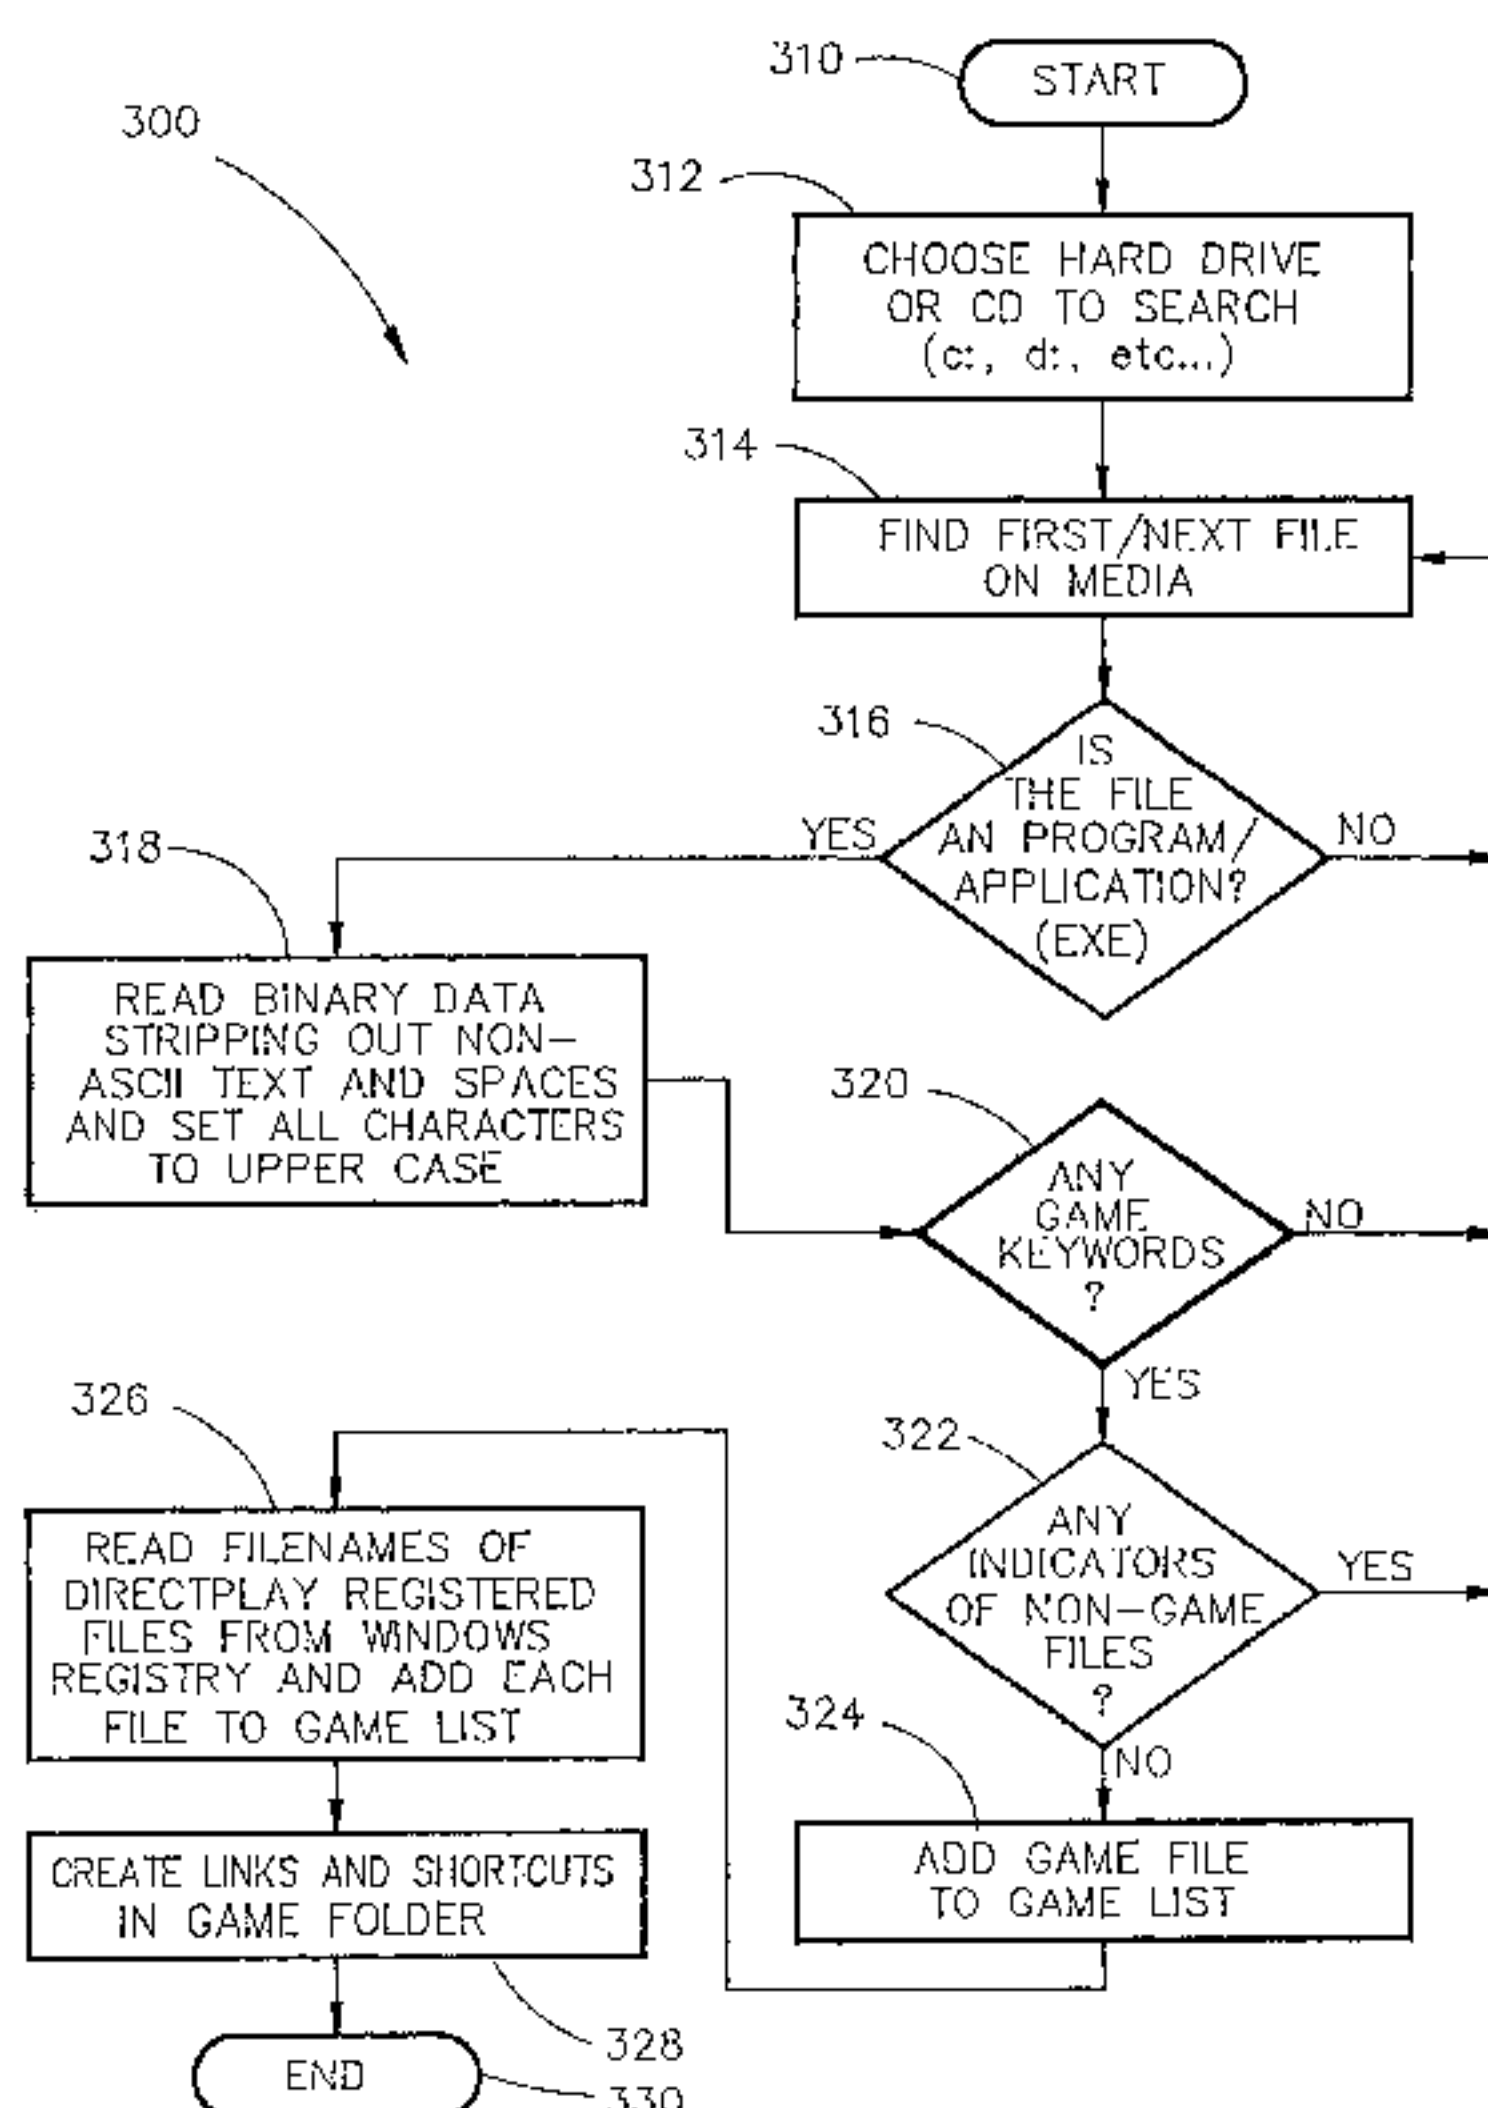 310
START
300
312
CHOOSE HARD DRIVE
OR CD TO SEARCH
(c:, d:, etc...)
314
FIND FIRST/NEXT FILE
ON MEDIA
316
IS
THE FILE
AN PROGRAM/
APPLICATION?
(EXE)
YES
NO
318
READ BINARY DATA
STRIPPING OUT NON-
ASCII TEXT AND SPACES
AND SET ALL CHARACTERS
TO UPPER CASE
320
ANY
GAME
KEYWORDS
?
NO
YES
322
ANY
INDICATORS
OF NON-GAME
FILES
?
YES
NO
324
ADD GAME FILE
TO GAME LIST
326
READ FILENAMES OF
DIRECTPLAY REGISTERED
FILES FROM WINDOWS
REGISTRY AND ADD EACH
FILE TO GAME LIST
CREATE LINKS AND SHORTCUTS
IN GAME FOLDER
328
END
330